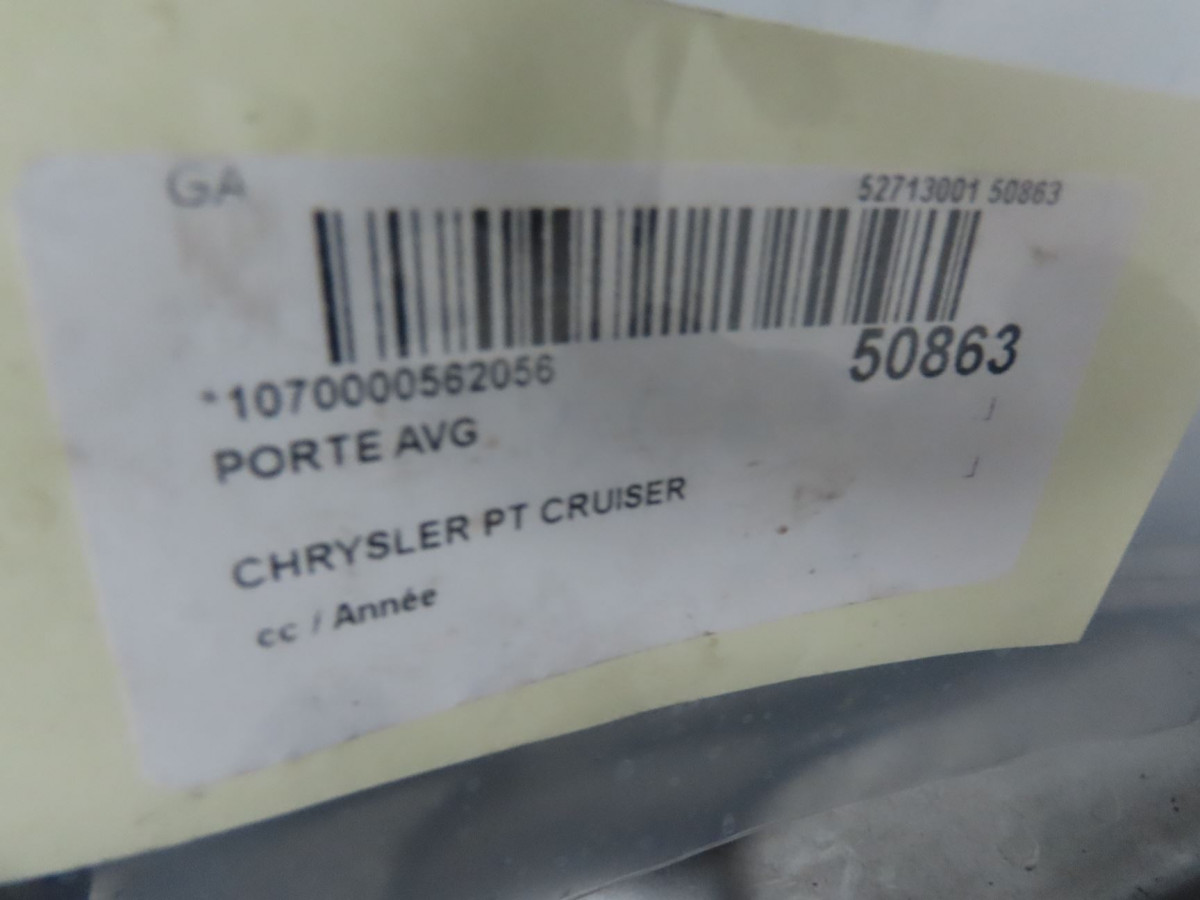 GA
52713001 50863
50863
*1070000562056
PORTE AVG
CHRYSLER PT CRUISER
cc / Année